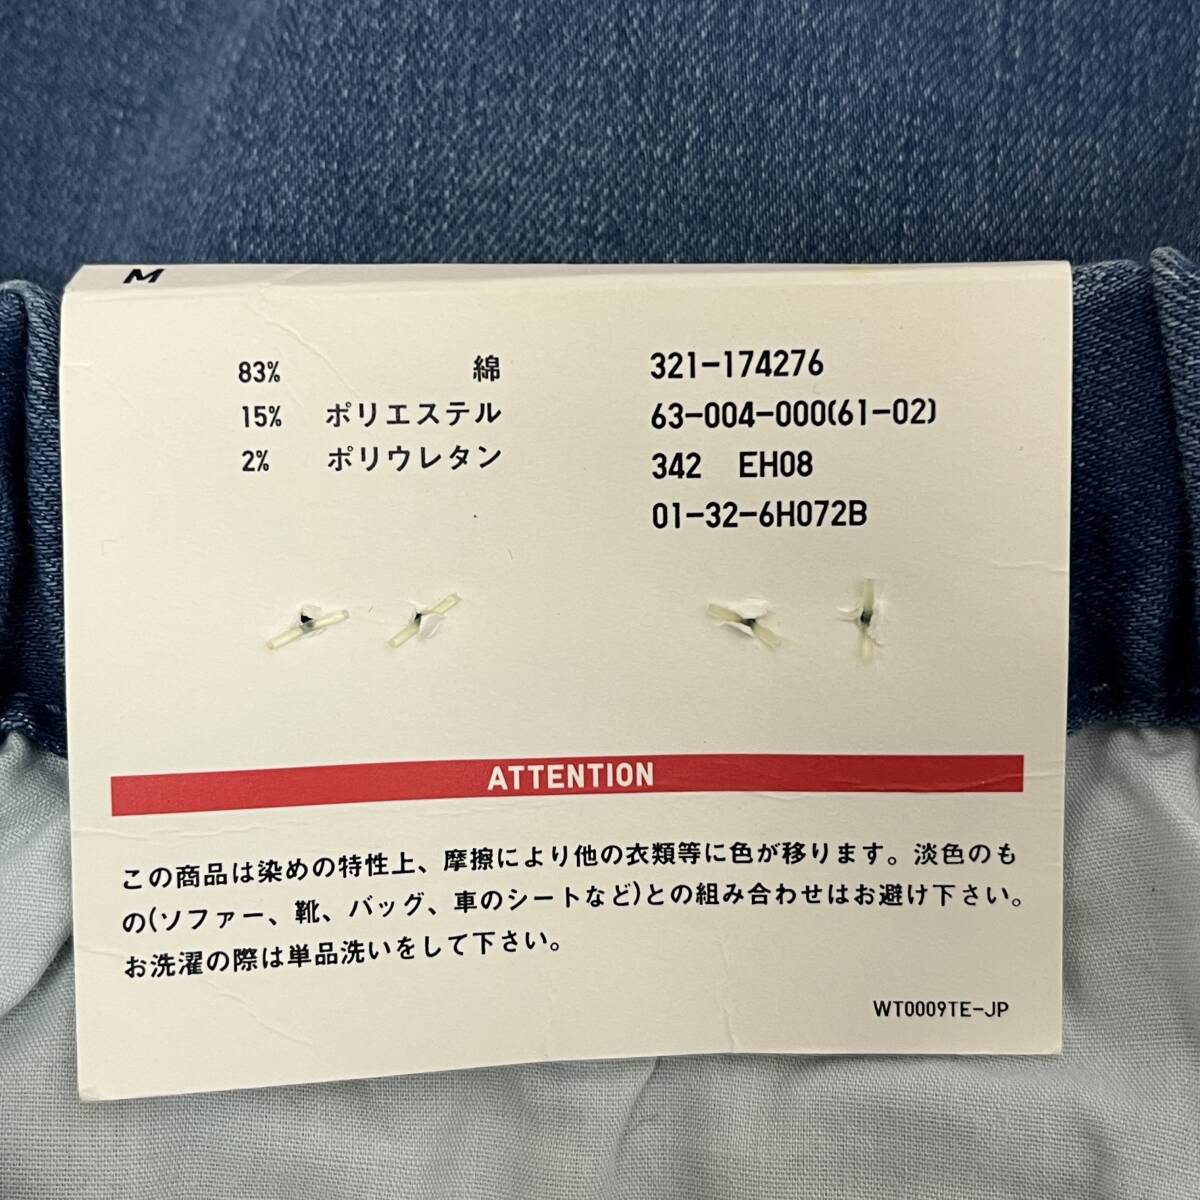 M
83% 綿
15% ポリエステル
2% ポリウレタン
321-174276
63-004-000(61-02)
342 EH08
01-32-6H072B
ATTENTION
この商品は染めの特性上、摩擦により他の衣類等に色が移ります。淡色のも
の(ソファー、靴、バッグ、車のシートなど)との組み合わせはお避け下さい。
お洗濯の際は単品洗いをして下さい。
WT0009TE-JP